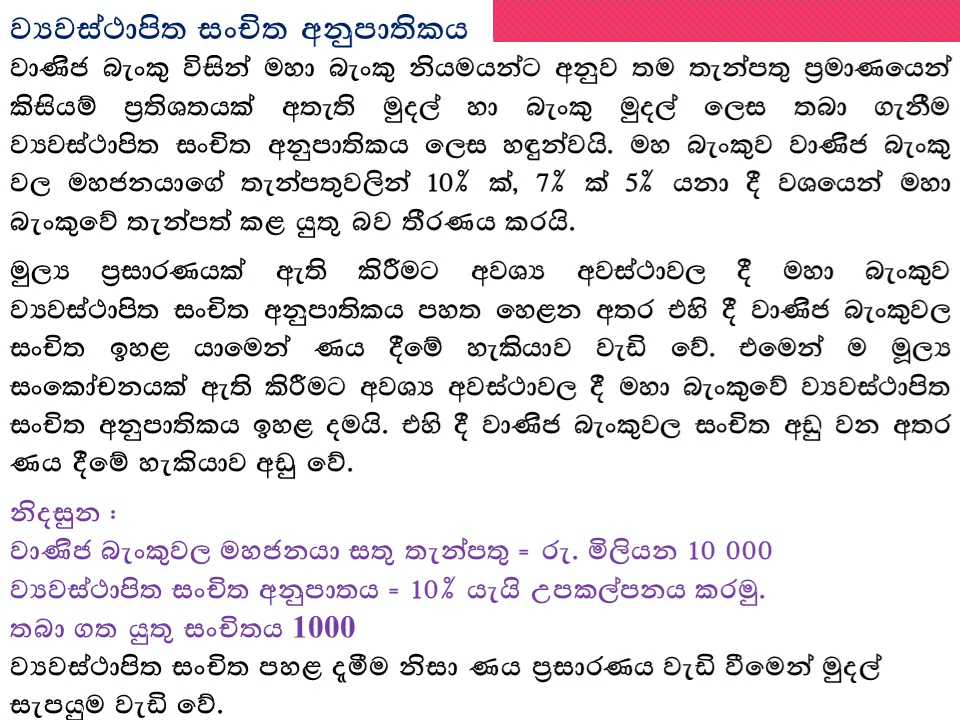 ව්‍යවස්ථාපිත සංචිත අනුපාතිකය
වාණිජ බැංකු විසින් මහා බැංකු නියමයන්ට අනුව තම තැන්පතු ප්‍රමාණයෙන්
කිසියම් ප්‍රතිශතයක් අතැති මුදල් හා බැංකු මුදල් ලෙස තබා ගැනීම
ව්‍යවස්ථාපිත සංචිත අනුපාතිකය ලෙස හඳුන්වයි. මහ බැංකුව වාණිජ බැංකු
වල මහජනයාගේ තැන්පතුවලින් 10% ක්, 7% ක් 5% යනා දී වශයෙන් මහා
බැංකුවේ තැන්පත් කළ යුතු බව තීරණය කරයි.
මුල්‍ය ප්‍රසාරණයක් ඇති කිරීමට අවශ්‍ය අවස්ථාවල දී මහා බැංකුව
ව්‍යවස්ථාපිත සංචිත අනුපාතිකය පහත හෙළන අතර එහි දී වාණිජ බැංකුවල
සංචිත ඉහළ යාමෙන් ණය දීමේ හැකියාව වැඩි වේ. එමෙන් ම මූල්‍ය
සංකෝචනයක් ඇති කිරීමට අවශ්‍ය අවස්ථාවල දී මහා බැංකුවේ ව්‍යවස්ථාපිත
සංචිත අනුපාතිකය ඉහළ දමයි. එහි දී වාණිජ බැංකුවල සංචිත අඩු වන අතර
ණය දීමේ හැකියාව අඩු වේ.
නිදසුන :
වාණිජ බැංකුවල මහජනයා සතු තැන්පතු = රු. මිලියන 10 000
ව්‍යවස්ථාපිත සංචිත අනුපාතය = 10% යැයි උපකල්පනය කරමු.
තබා ගත යුතු සංචිතය 1000
ව්‍යවස්ථාපිත සංචිත පහළ දැමීම නිසා ණය ප්‍රසාරණය වැඩි වීමෙන් මුදල්
සැපයුම වැඩි වේ.